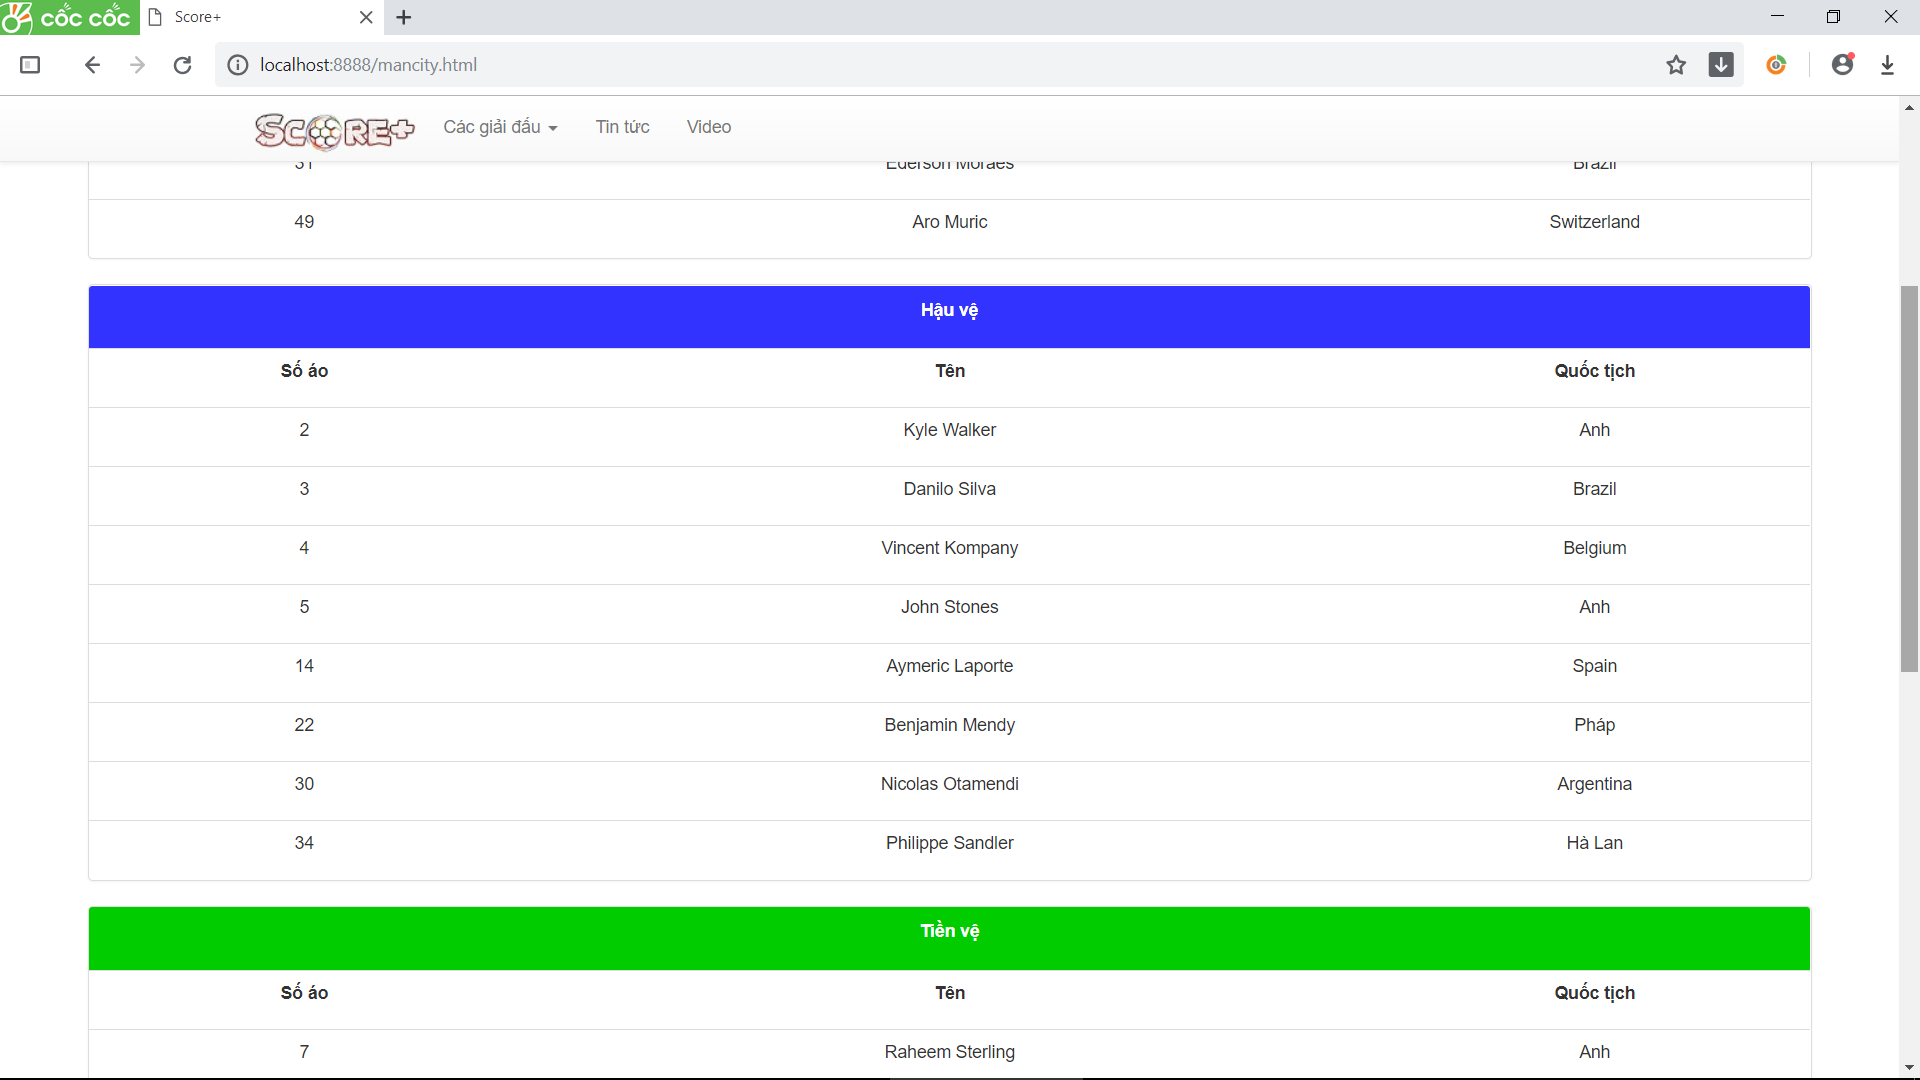 cốc cốc Score+
localhost:8888/mancity.html
SCORE+ Các giải đấu Tin tức Video
31 Ederson Moraes Brazil
49 Aro Muric Switzerland
Hậu vệ
Số áo Tên Quốc tịch
2 Kyle Walker Anh
3 Danilo Silva Brazil
4 Vincent Kompany Belgium
5 John Stones Anh
14 Aymeric Laporte Spain
22 Benjamin Mendy Pháp
30 Nicolas Otamendi Argentina
34 Philippe Sandler Hà Lan
Tiền vệ
Số áo Tên Quốc tịch
7 Raheem Sterling Anh